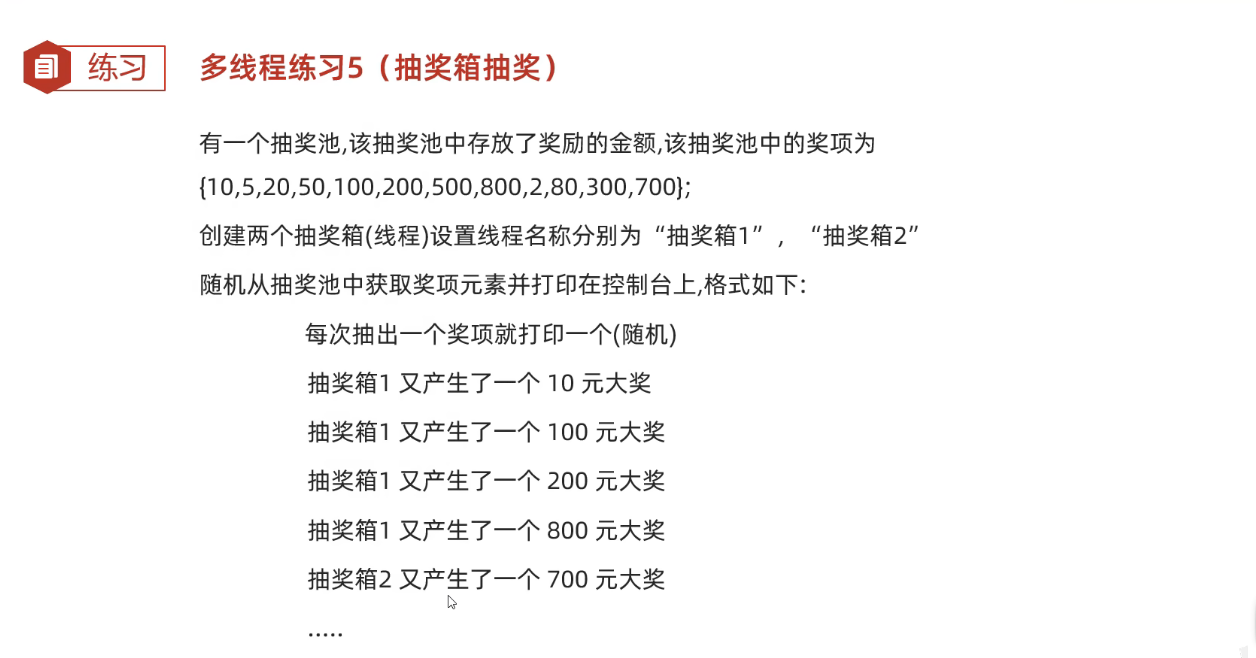 练习
多线程练习5（抽奖箱抽奖）
有一个抽奖池,该抽奖池中存放了奖励的金额,该抽奖池中的奖项为
{10,5,20,50,100,200,500,800,2,80,300,700};
创建两个抽奖箱(线程)设置线程名称分别为“抽奖箱1”，“抽奖箱2”
随机从抽奖池中获取奖项元素并打印在控制台上,格式如下:
每次抽出一个奖项就打印一个(随机)
抽奖箱1 又产生了一个 10 元大奖
抽奖箱1 又产生了一个 100 元大奖
抽奖箱1 又产生了一个 200 元大奖
抽奖箱1 又产生了一个 800 元大奖
抽奖箱2 又产生了一个 700 元大奖
.....